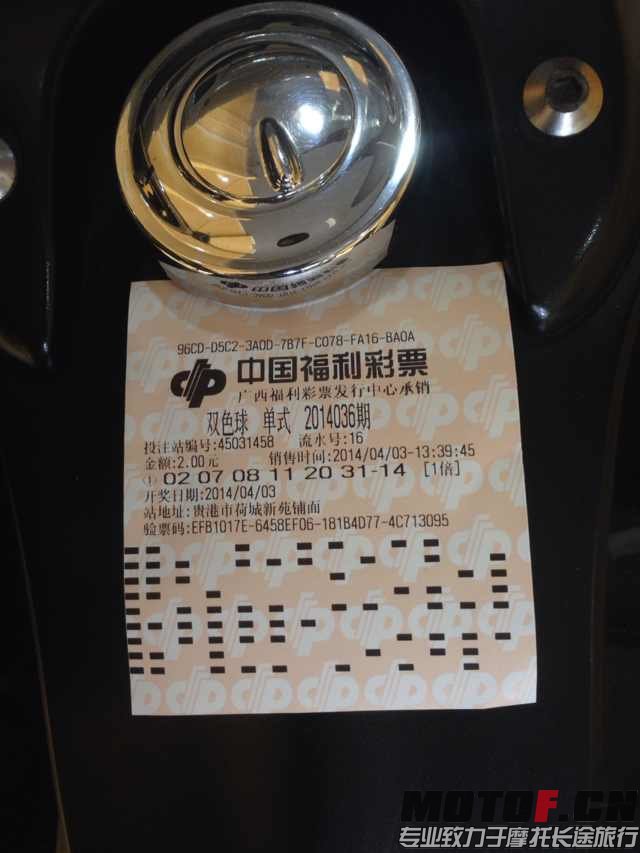 96CD-D5C2-3A0D-7B7F-C078-FA16-BA0A
中国福利彩票
广西福利彩票发行中心承销
双色球 单式 2014036期
投注站编号:45031458 流水号:16
金额:2.00元 销售时间:2014/04/03-13:39:45
① 02 07 08 11 20 31-14 [1倍]
开奖日期:2014/04/03
站地址:贵港市荷城新苑铺面
验票码:EFB1017E-6458EF06-181B4D77-4C713095
MOTOF.CN
专业致力于摩托长途旅行